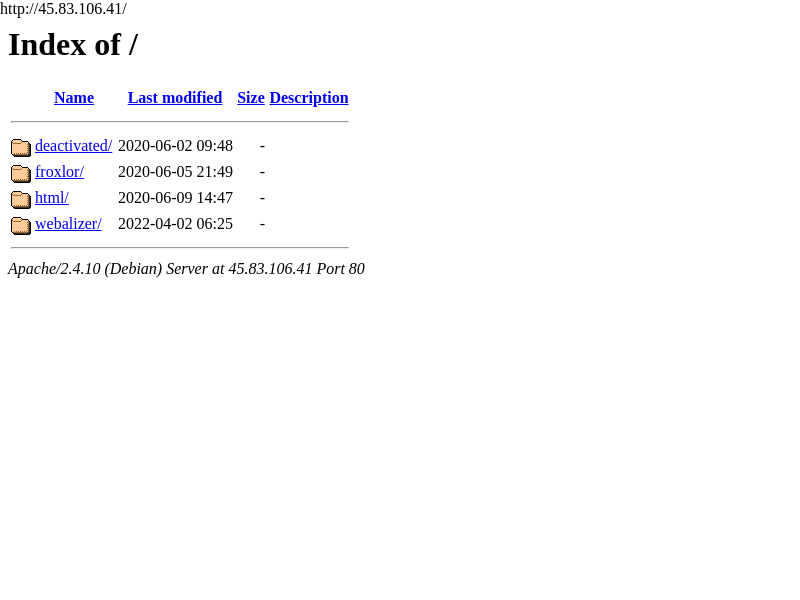 http://45.83.106.41/
Index of /
Name Last modified Size Description
deactivated/ 2020-06-02 09:48 -
froxlor/ 2020-06-05 21:49 -
html/ 2020-06-09 14:47 -
webalizer/ 2022-04-02 06:25 -
Apache/2.4.10 (Debian) Server at 45.83.106.41 Port 80